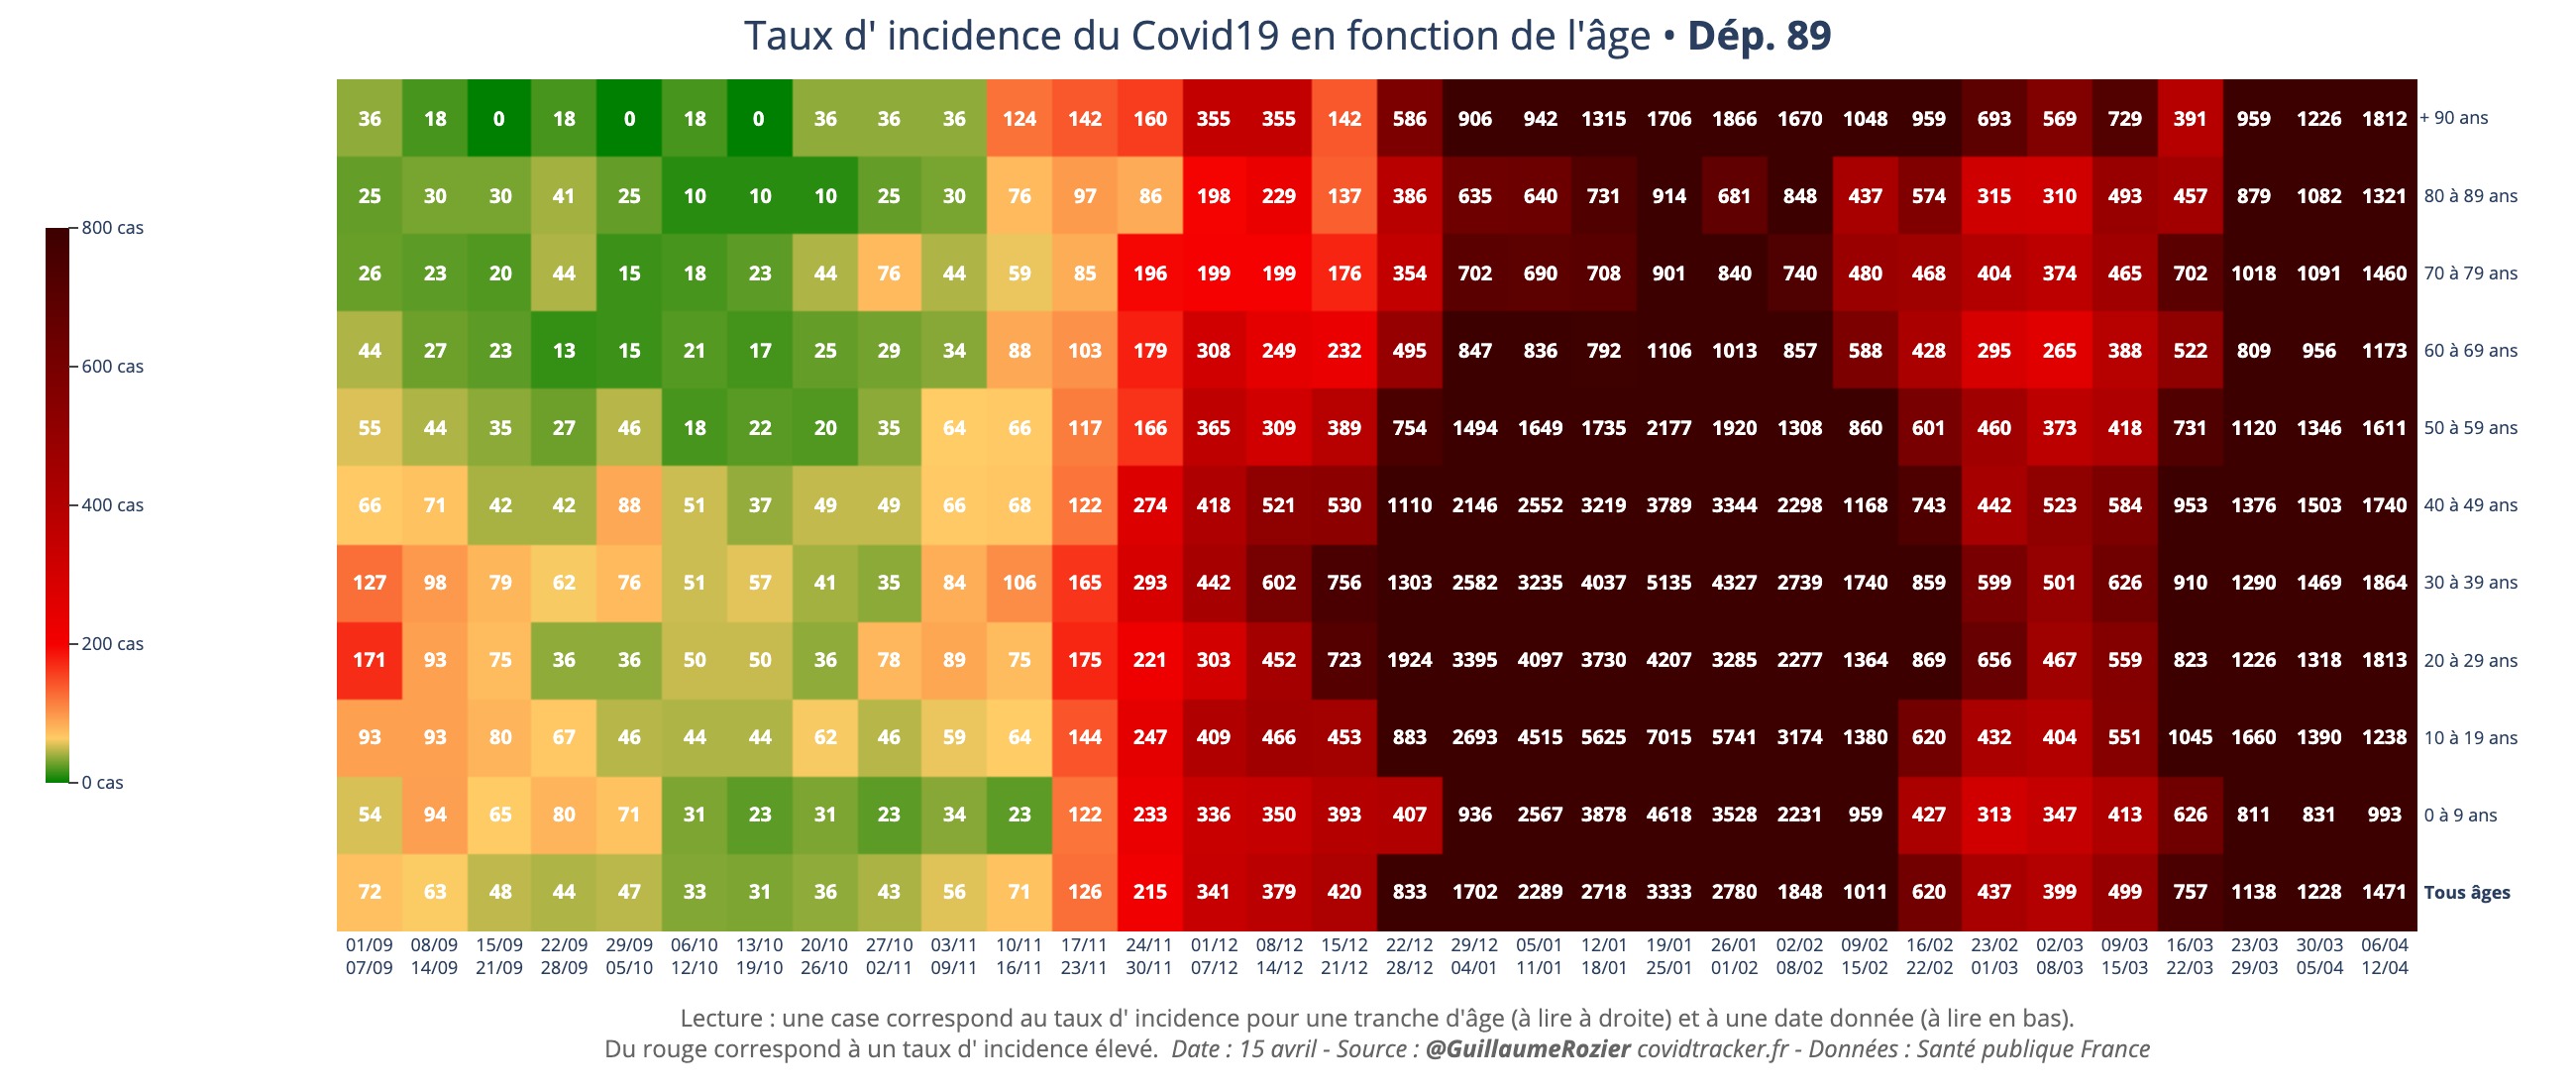 Taux d' incidence du Covid19 en fonction de l'âge • Dép. 89
800 cas
600 cas
400 cas
200 cas
0 cas
36 18 0 18 0 18 0 36 36 36 124 142 160 355 355 142 586 906 942 1315 1706 1866 1670 1048 959 693 569 729 391 959 1226 1812 + 90 ans
25 30 30 41 25 10 10 10 25 30 76 97 86 198 229 137 386 635 640 731 914 681 848 437 574 315 310 493 457 879 1082 1321 80 à 89 ans
26 23 20 44 15 18 23 44 76 44 59 85 196 199 199 176 354 702 690 708 901 840 740 480 468 404 374 465 702 1018 1091 1460 70 à 79 ans
44 27 23 13 15 21 17 25 29 34 88 103 179 308 249 232 495 847 836 792 1106 1013 857 588 428 295 265 388 522 809 956 1173 60 à 69 ans
55 44 35 27 46 18 22 20 35 64 66 117 166 365 309 389 754 1494 1649 1735 2177 1920 1308 860 601 460 373 418 731 1120 1346 1611 50 à 59 ans
66 71 42 42 88 51 37 49 49 66 68 122 274 418 521 530 1110 2146 2552 3219 3789 3344 2298 1168 743 442 523 584 953 1376 1503 1740 40 à 49 ans
127 98 79 62 76 51 57 41 35 84 106 165 293 442 602 756 1303 2582 3235 4037 5135 4327 2739 1740 859 599 501 626 910 1290 1469 1864 30 à 39 ans
171 93 75 36 36 50 50 36 78 89 75 175 221 303 452 723 1924 3395 4097 3730 4207 3285 2277 1364 869 656 467 559 823 1226 1318 1813 20 à 29 ans
93 93 80 67 46 44 44 62 46 59 64 144 247 409 466 453 883 2693 4515 5625 7015 5741 3174 1380 620 432 404 551 1045 1660 1390 1238 10 à 19 ans
54 94 65 80 71 31 23 31 23 34 23 122 233 336 350 393 407 936 2567 3878 4618 3528 2231 959 427 313 347 413 626 811 831 993 0 à 9 ans
72 63 48 44 47 33 31 36 43 56 71 126 215 341 379 420 833 1702 2289 2718 3333 2780 1848 1011 620 437 399 499 757 1138 1228 1471 Tous âges
01/09 08/09 15/09 22/09 29/09 06/10 13/10 20/10 27/10 03/11 10/11 17/11 24/11 01/12 08/12 15/12 22/12 29/12 05/01 12/01 19/01 26/01 02/02 09/02 16/02 23/02 02/03 09/03 16/03 23/03 30/03 06/04
07/09 14/09 21/09 28/09 05/10 12/10 19/10 26/10 02/11 09/11 16/11 23/11 30/11 07/12 14/12 21/12 28/12 04/01 11/01 18/01 25/01 01/02 08/02 15/02 22/02 01/03 08/03 15/03 22/03 29/03 05/04 12/04
Lecture : une case correspond au taux d' incidence pour une tranche d'âge (à lire à droite) et à une date donnée (à lire en bas).
Du rouge correspond à un taux d' incidence élevé. Date : 15 avril - Source : @GuillaumeRozier covidtracker.fr - Données : Santé publique France